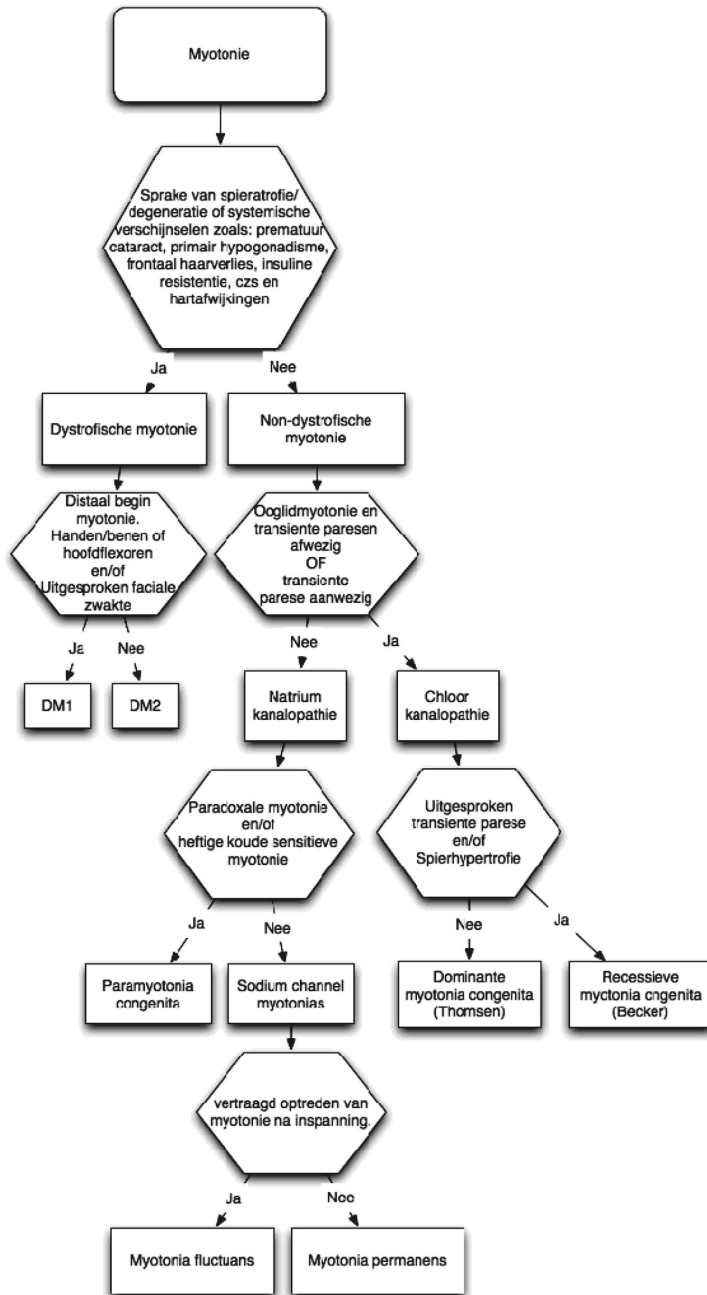 Myotonie
Sprake van spieratrofie/
degeneratie of systemische
verschijnselen zoals: prematuur
cataract, primair hypogonadisme,
frontaal haarverlies, insuline
resistentie, czs en
hartafwijkingen
Ja
Nee
Dystrofische myotonie
Non-dystrofische
myotonie
Distaal begin
myotonie.
Handen/benen of
hoofdflexoren
en/of
Uitgesproken faciale
zwakte
Ooglidmyotonie en
transiente paresen
afwezig
OF
transiente
parese aanwezig
Ja
Nee
Nee
Ja
DM1
DM2
Natrium
kanalopathie
Chloor
kanalopathie
Paradoxale myotonie
en/of
heftige koude sensitieve
myotonie
Uitgesproken
transiente parese
en/of
Spierhypertrofie
Ja
Nee
Nee
Ja
Paramyotonia
congenita
Sodium channel
myotonias
Dominante
myotonia congenita
(Thomsen)
Recessieve
myotonia cngenita
(Becker)
vertraagd optreden van
myotonie na inspanning.
Ja
Nee
Myotonia fluctuans
Myotonia permanens